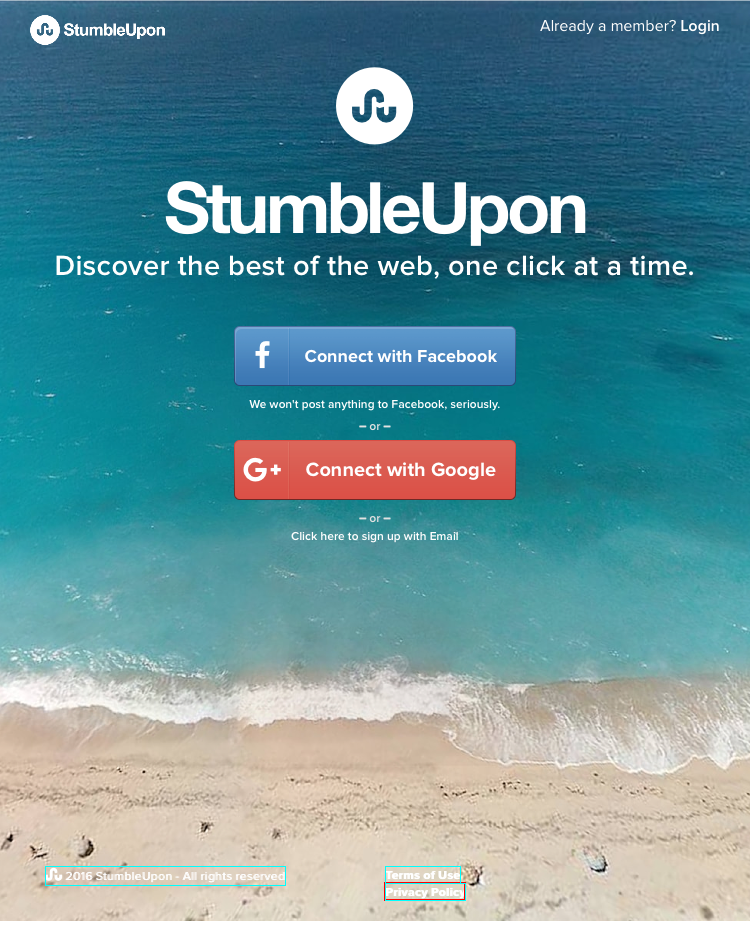 StumbleUpon
Already a member? Login
StumbleUpon
Discover the best of the web, one click at a time.
Connect with Facebook
We won't post anything to Facebook, seriously.
– or –
G+ Connect with Google
– or –
Click here to sign up with Email
2016 StumbleUpon - All rights reserved
Terms of Use
Privacy Policy